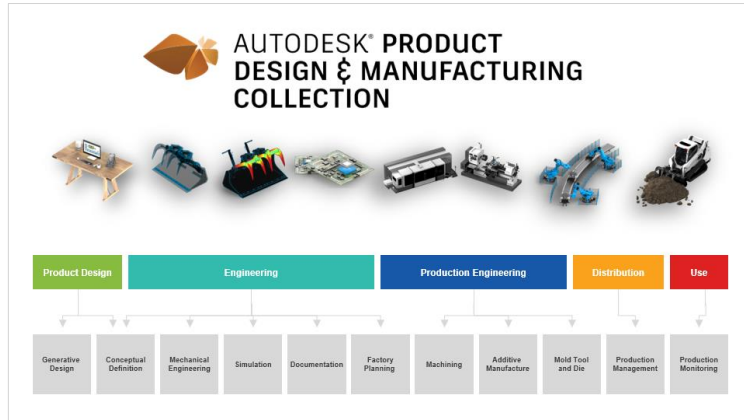 AUTODESK® PRODUCT
DESIGN & MANUFACTURING
COLLECTION
Product Design
Engineering
Production Engineering
Distribution
Use
Generative
Design
Conceptual
Definition
Mechanical
Engineering
Simulation
Documentation
Factory
Planning
Machining
Additive
Manufacture
Mold Tool
and Die
Production
Management
Production
Monitoring